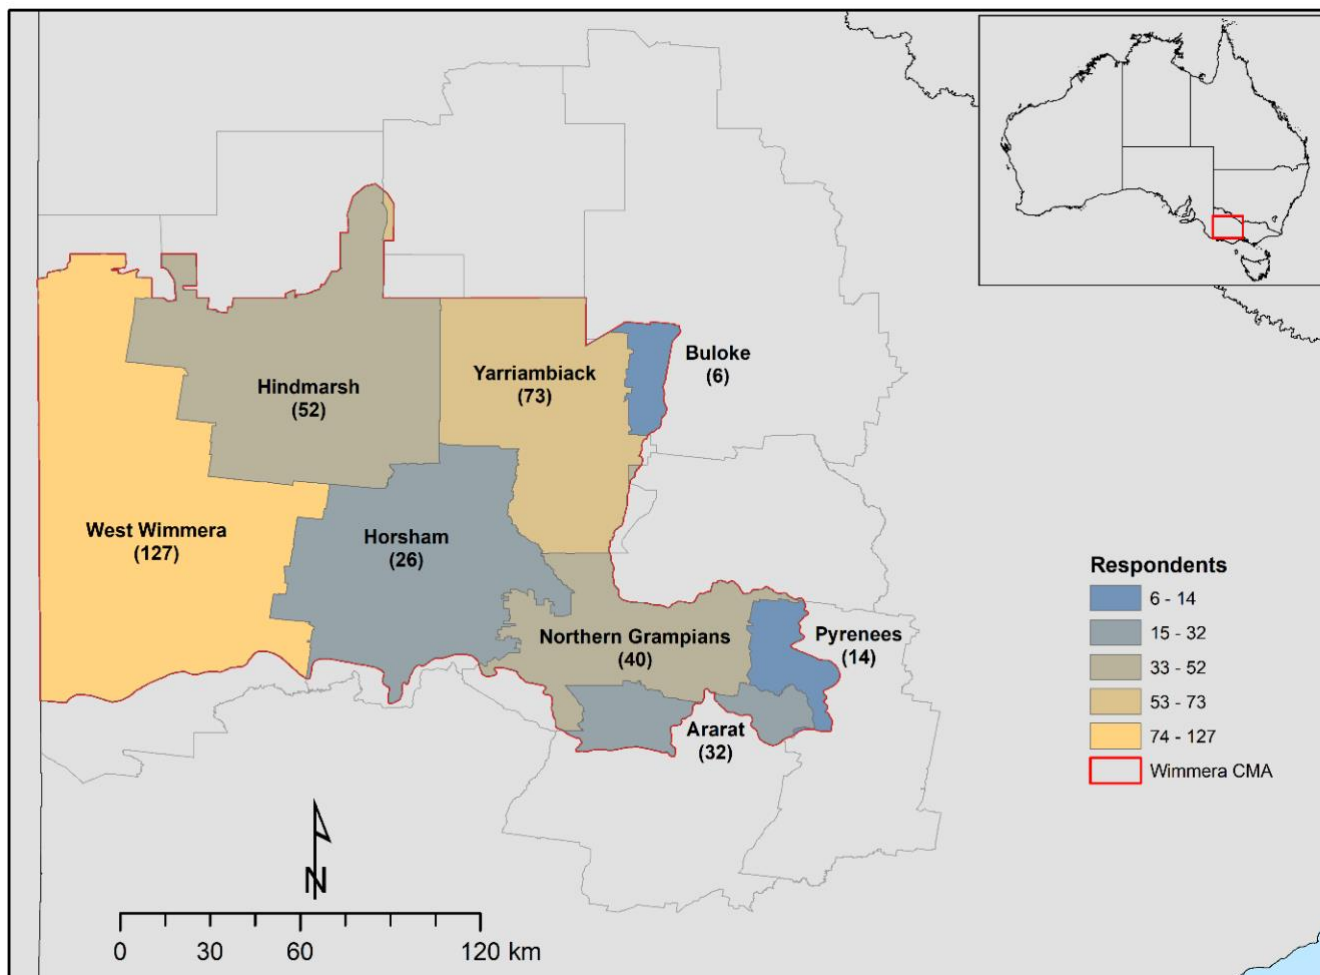 Hindmarsh
(52)
Yarriambiack
(73)
Buloke
(6)
West Wimmera
(127)
Horsham
(26)
Northern Grampians
(40)
Pyrenees
(14)
Ararat
(32)
Respondents
6 - 14
15 - 32
33 - 52
53 - 73
74 - 127
Wimmera CMA
N
0 30 60 120 km